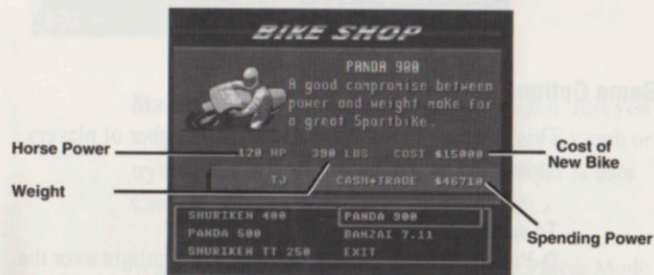 BIKE SHOP
PANDA 900
A good compromise between
power and weight make for
a great Sportbike.
Horse Power
120 HP 390 LBS COST $15000
Cost of
New Bike
Weight
TJ CASH+TRADE $46710
Spending Power
SHURIKEN 400 PANDA 900
PANDA 500 BANZAI 7.11
SHURIKEN TT 250 EXIT